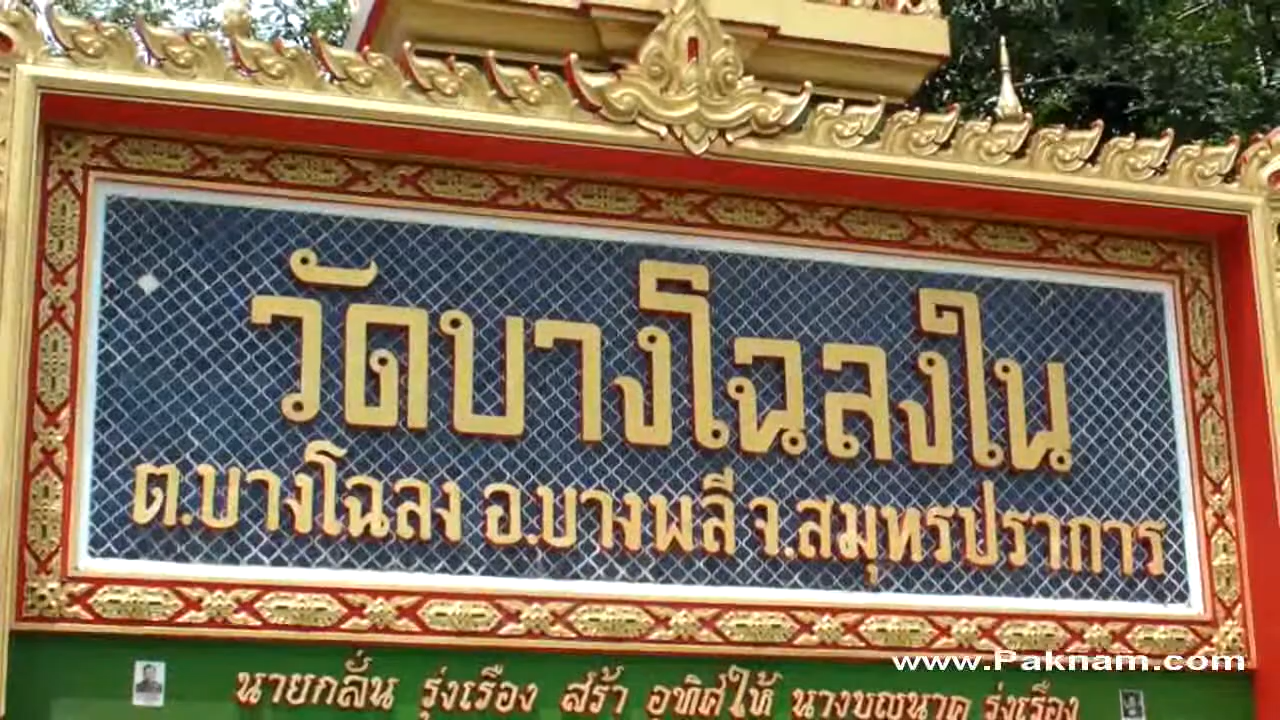 วัดบางโฉลงใน
ต.บางโฉลง อ.บางพลี จ.สมุทรปราการ
www.Paknam.com
นายกลั่น รุ่งเรือง สร้า อุทิศให้ นางบุญนาค รุ่งเรือง